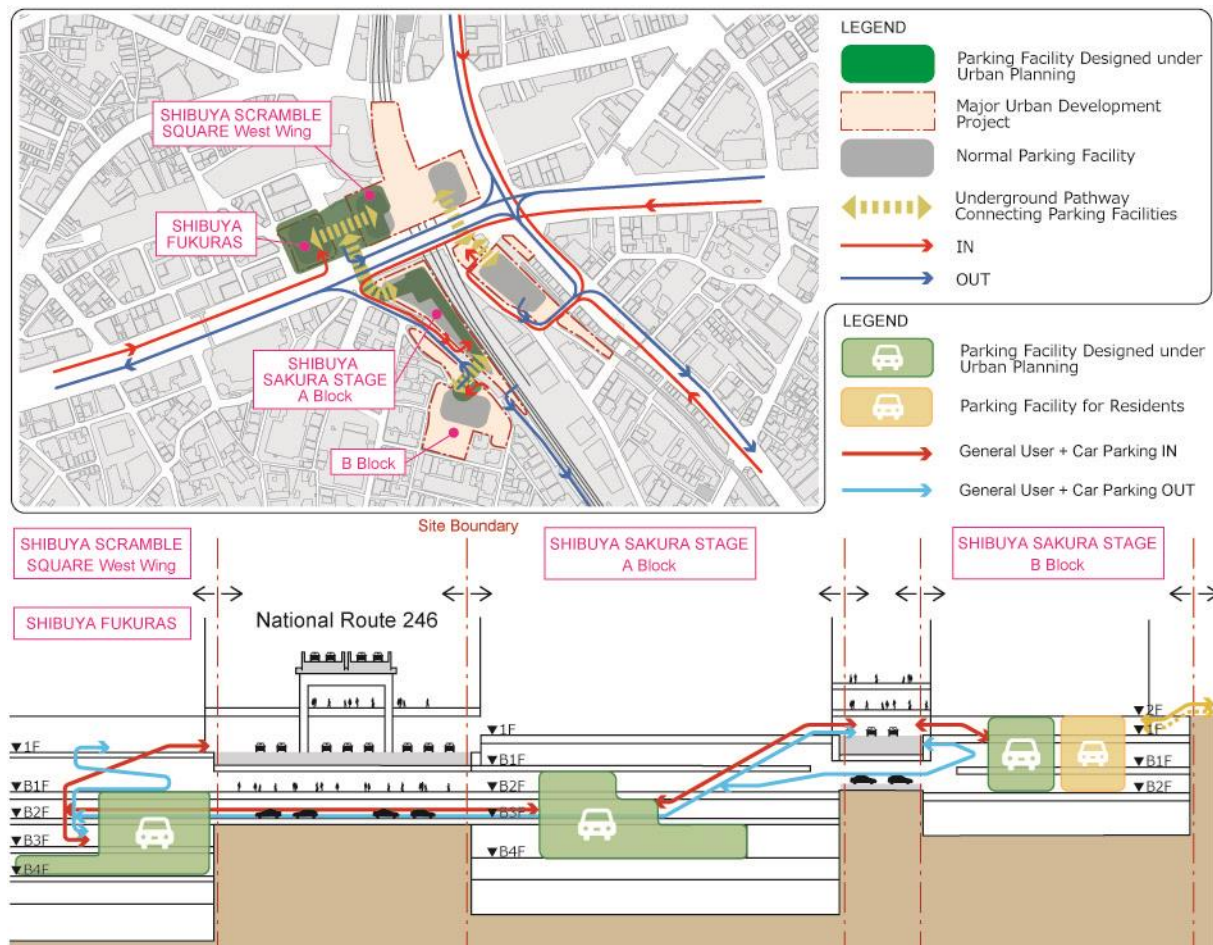 SHIBUYA SCRAMBLE
SQUARE West Wing
SHIBUYA
FUKURAS
SHIBUYA
SAKURA STAGE
A Block
B Block
LEGEND
Parking Facility Designed under
Urban Planning
Major Urban Development
Project
Normal Parking Facility
Underground Pathway
Connecting Parking Facilities
IN
OUT
LEGEND
Parking Facility Designed under
Urban Planning
Parking Facility for Residents
General User + Car Parking IN
General User + Car Parking OUT
Site Boundary
SHIBUYA SCRAMBLE
SQUARE West Wing
SHIBUYA FUKURAS
National Route 246
SHIBUYA SAKURA STAGE
A Block
SHIBUYA SAKURA STAGE
B Block
▼1F
▼B1F
▼B2F
▼B3F
▼B4F
▼1F
▼B1F
▼B2F
▼B3F
▼B4F
▼2F
▼1F
▼B1F
▼B2F